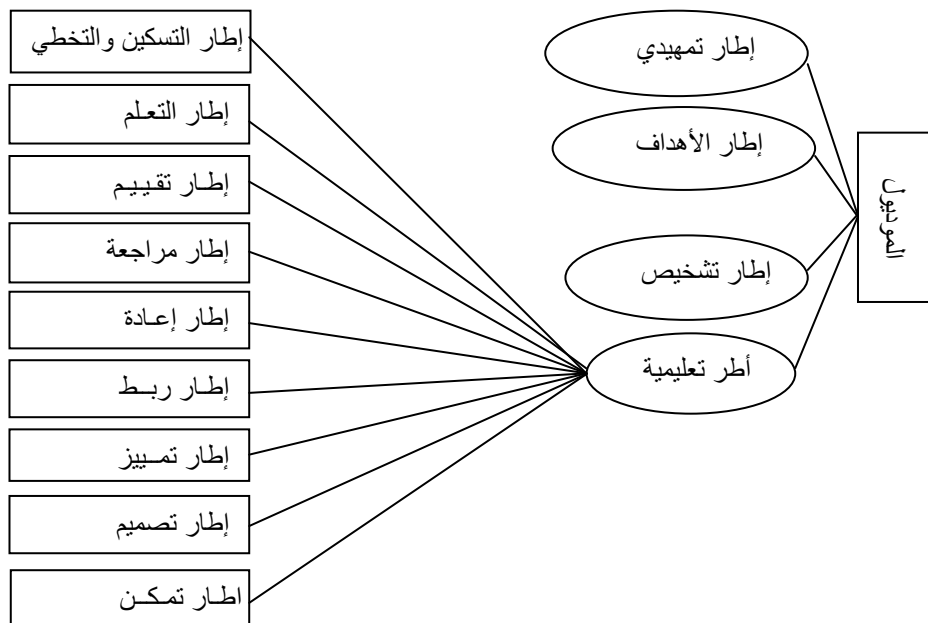 الموديول
إطار تمهيدي
إطار الأهداف
إطار تشخيص
أطر تعليمية
إطار التسكين والتخطي
إطار التعلم
إطار تقييم
إطار مراجعة
إطار إعادة
إطار ربط
إطار تمييز
إطار تصميم
اطار تمكن